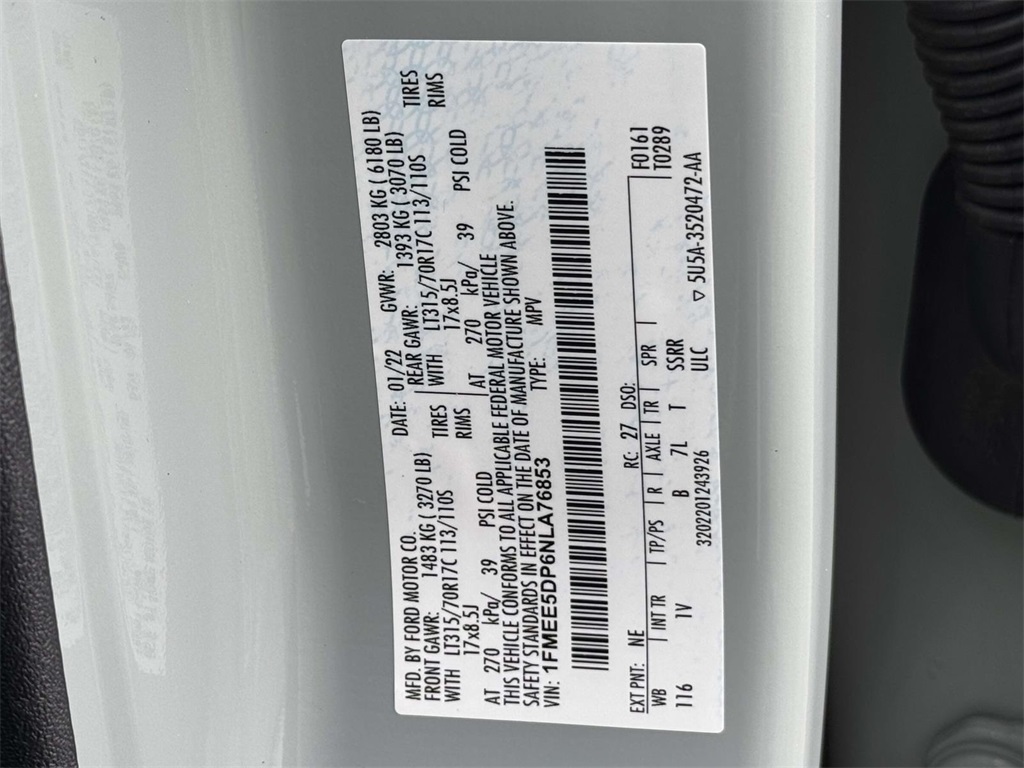 MFD. BY FORD MOTOR CO. DATE: 01/22 GVWR: 2803 KG ( 6180 LB)
FRONT GAWR: 1483 KG ( 3270 LB) REAR GAWR: 1393 KG ( 3070 LB)
WITH LT315/70R17C 113/110S TIRES WITH LT315/70R17C 113/110S TIRES
17x8.5J RIMS 17x8.5J RIMS
AT 270 kPa/ 39 PSI COLD AT 270 kPa/ 39 PSI COLD
THIS VEHICLE CONFORMS TO ALL APPLICABLE FEDERAL MOTOR VEHICLE
SAFETY STANDARDS IN EFFECT ON THE DATE OF MANUFACTURE SHOWN ABOVE.
VIN: 1FMEE5DP6NLA76853 TYPE: MPV
EXT PNT: NE RC: 27 DSO: F0161
WB INT TR TP/PS R AXLE TR SPR T0289
116 1V B 7L T SSRR
3202201243926 ULC ▽ 5U5A-3520472-AA